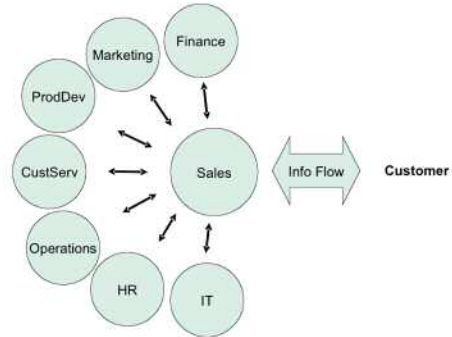 Finance
Marketing
ProdDev
CustServ
Sales
Info Flow
Customer
Operations
HR
IT